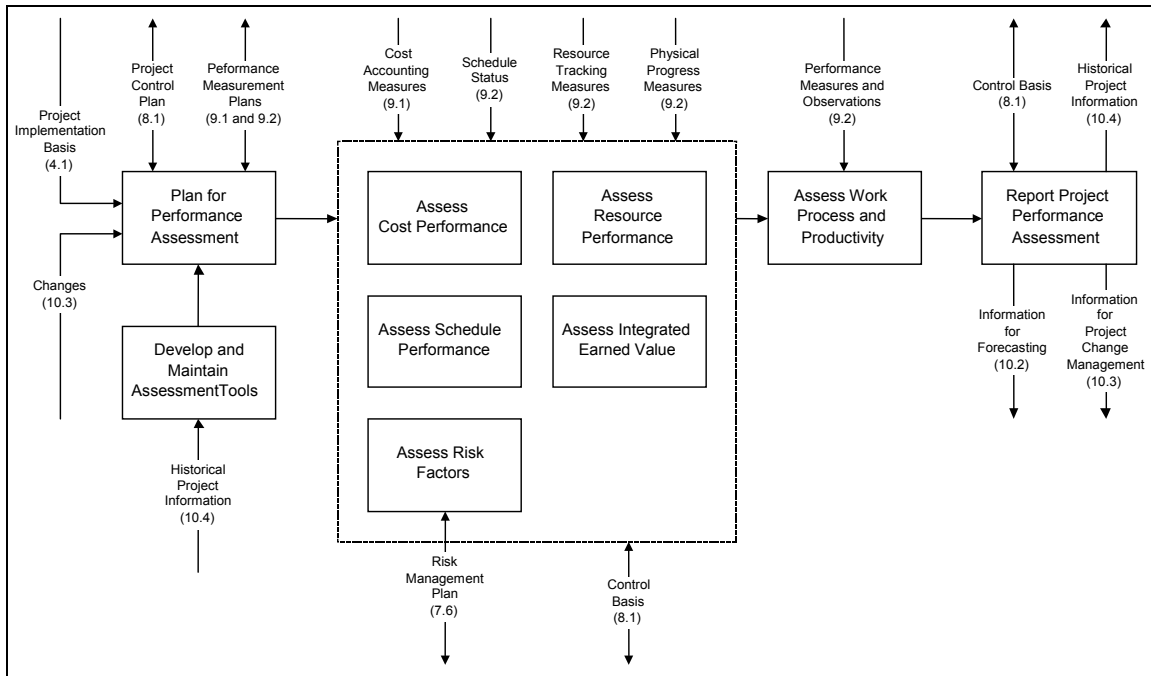 Project
Control
Plan
(8.1)
Peformance
Measurement
Plans
(9.1 and 9.2)
Cost
Accounting
Measures
(9.1)
Schedule
Status
(9.2)
Resource
Tracking
Measures
(9.2)
Physical
Progress
Measures
(9.2)
Performance
Measures and
Observations
(9.2)
Control Basis
(8.1)
Historical
Project
Information
(10.4)
Project
Implementation
Basis
(4.1)
Plan for
Performance
Assessment
Assess
Cost Performance
Assess
Resource
Performance
Assess Work
Process and
Productivity
Report Project
Performance
Assessment
Changes
(10.3)
Develop and
Maintain
AssessmentTools
Assess Schedule
Performance
Assess Integrated
Earned Value
Information
for
Forecasting
(10.2)
Information
for
Project
Change
Management
(10.3)
Historical
Project
Information
(10.4)
Assess Risk
Factors
Risk
Management
Plan
(7.6)
Control
Basis
(8.1)